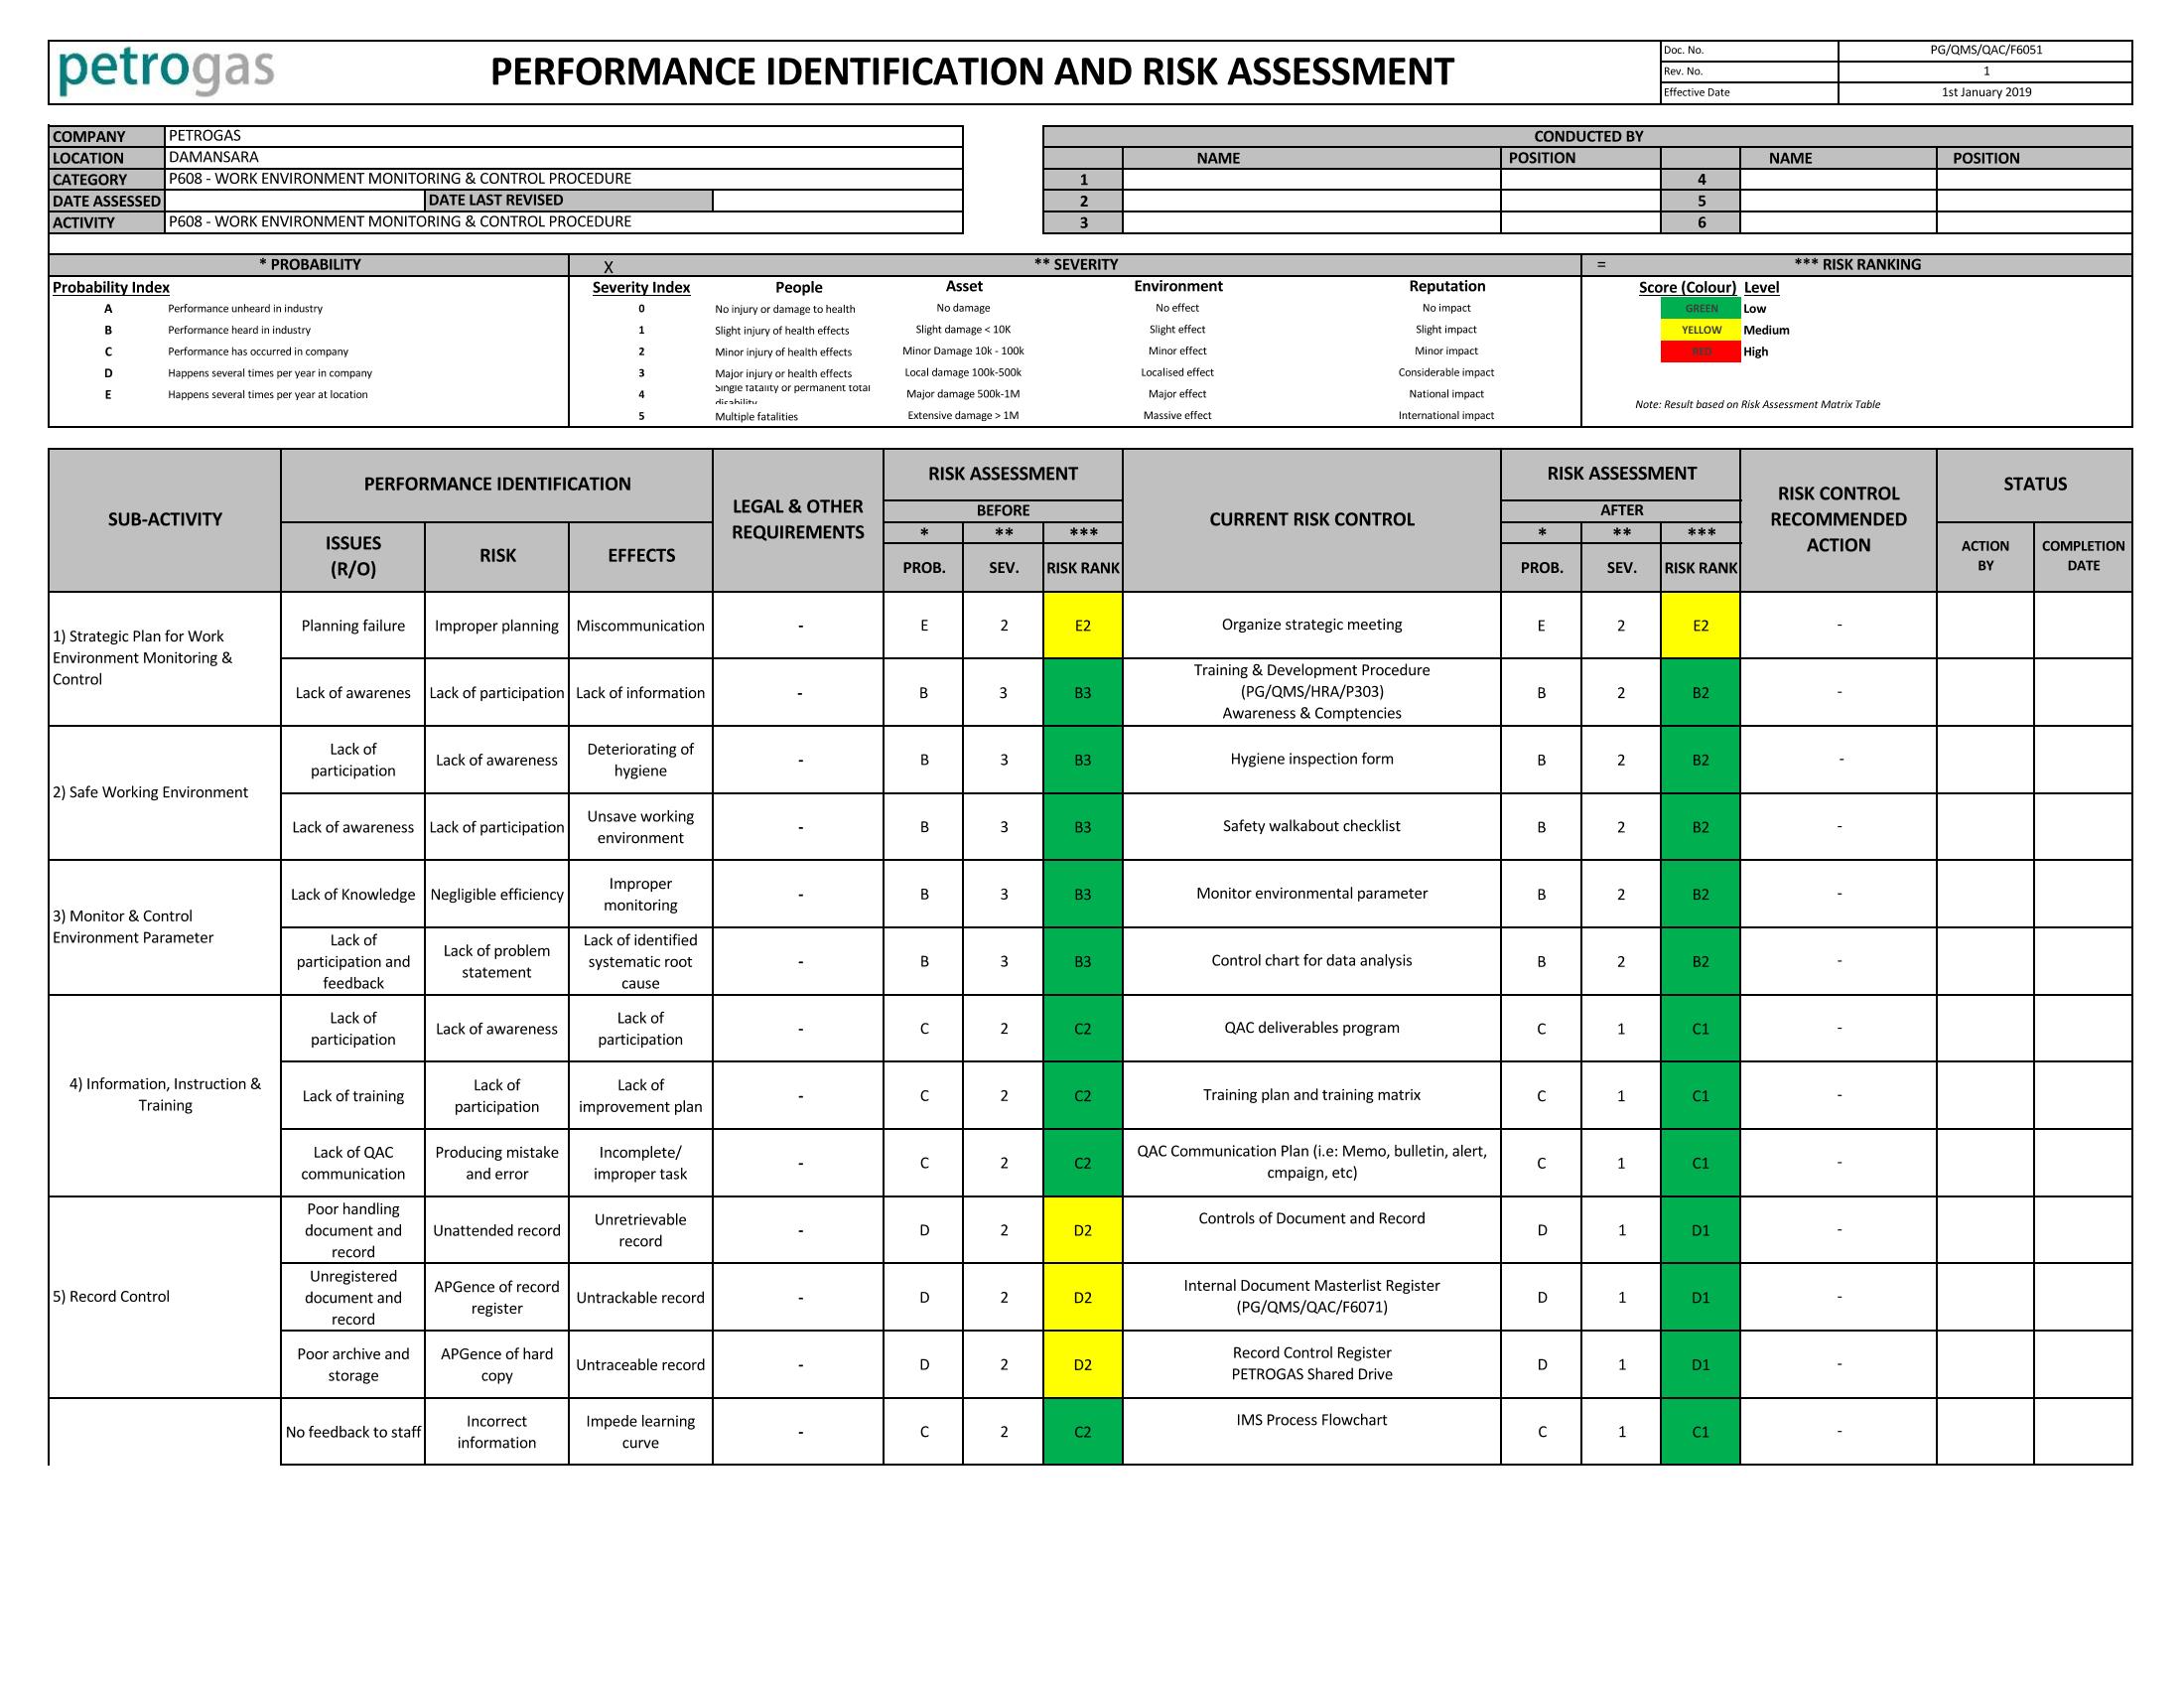 petrogas
PERFORMANCE IDENTIFICATION AND RISK ASSESSMENT
Doc. No. PG/QMS/QAC/F6051
Rev. No. 1
Effective Date 1st January 2019
COMPANY PETROGAS
LOCATION DAMANSARA
CATEGORY P608 - WORK ENVIRONMENT MONITORING & CONTROL PROCEDURE
DATE ASSESSED DATE LAST REVISED
ACTIVITY P608 - WORK ENVIRONMENT MONITORING & CONTROL PROCEDURE
CONDUCTED BY
NAME POSITION NAME POSITION
1 4
2 5
3 6
* PROBABILITY X ** SEVERITY = *** RISK RANKING
Probability Index Severity Index People Asset Environment Reputation Score (Colour) Level
A Performance unheard in industry 0 No injury or damage to health No damage No effect No impact GREEN Low
B Performance heard in industry 1 Slight injury of health effects Slight damage < 10K Slight effect Slight impact YELLOW Medium
C Performance has occurred in company 2 Minor injury of health effects Minor Damage 10k - 100k Minor effect Minor impact RED High
D Happens several times per year in company 3 Major injury or health effects Local damage 100k-500k Localised effect Considerable impact
E Happens several times per year at location 4 Single fatality or permanent total disability Major damage 500k-1M Major effect National impact
Note: Result based on Risk Assessment Matrix Table
5 Multiple fatalities Extensive damage > 1M Massive effect International impact
SUB-ACTIVITY
PERFORMANCE IDENTIFICATION
ISSUES
(R/O)
RISK
EFFECTS
LEGAL & OTHER
REQUIREMENTS
RISK ASSESSMENT
BEFORE
* ** ***
PROB. SEV. RISK RANK
CURRENT RISK CONTROL
RISK ASSESSMENT
AFTER
* ** ***
PROB. SEV. RISK RANK
RISK CONTROL
RECOMMENDED
ACTION
STATUS
ACTION
BY
COMPLETION
DATE
1) Strategic Plan for Work
Environment Monitoring &
Control
Planning failure Improper planning Miscommunication - E 2 E2 Organize strategic meeting E 2 E2 -
Lack of awarenes Lack of participation Lack of information - B 3 B3
Training & Development Procedure
(PG/QMS/HRA/P303)
Awareness & Comptencies
B 2 B2 -
2) Safe Working Environment
Lack of
participation
Lack of awareness
Deteriorating of
hygiene
- B 3 B3 Hygiene inspection form B 2 B2 -
Lack of awareness Lack of participation
Unsave working
environment
- B 3 B3 Safety walkabout checklist B 2 B2 -
3) Monitor & Control
Environment Parameter
Lack of Knowledge Negligible efficiency
Improper
monitoring
- B 3 B3 Monitor environmental parameter B 2 B2 -
Lack of
participation and
feedback
Lack of problem
statement
Lack of identified
systematic root
cause
- B 3 B3 Control chart for data analysis B 2 B2 -
4) Information, Instruction &
Training
Lack of
participation
Lack of awareness
Lack of
participation
- C 2 C2 QAC deliverables program C 1 C1 -
Lack of training
Lack of
participation
Lack of
improvement plan
- C 2 C2 Training plan and training matrix C 1 C1 -
Lack of QAC
communication
Producing mistake
and error
Incomplete/
improper task
- C 2 C2
QAC Communication Plan (i.e: Memo, bulletin, alert,
cmpaign, etc)
C 1 C1 -
5) Record Control
Poor handling
document and
record
Unattended record
Unretrievable
record
- D 2 D2 Controls of Document and Record D 1 D1 -
Unregistered
document and
record
APGence of record
register
Untrackable record
- D 2 D2
Internal Document Masterlist Register
(PG/QMS/QAC/F6071)
D 1 D1 -
Poor archive and
storage
APGence of hard
copy
Untraceable record
- D 2 D2
Record Control Register
PETROGAS Shared Drive
D 1 D1 -
No feedback to staff
Incorrect
information
Impede learning
curve
- C 2 C2 IMS Process Flowchart C 1 C1 -